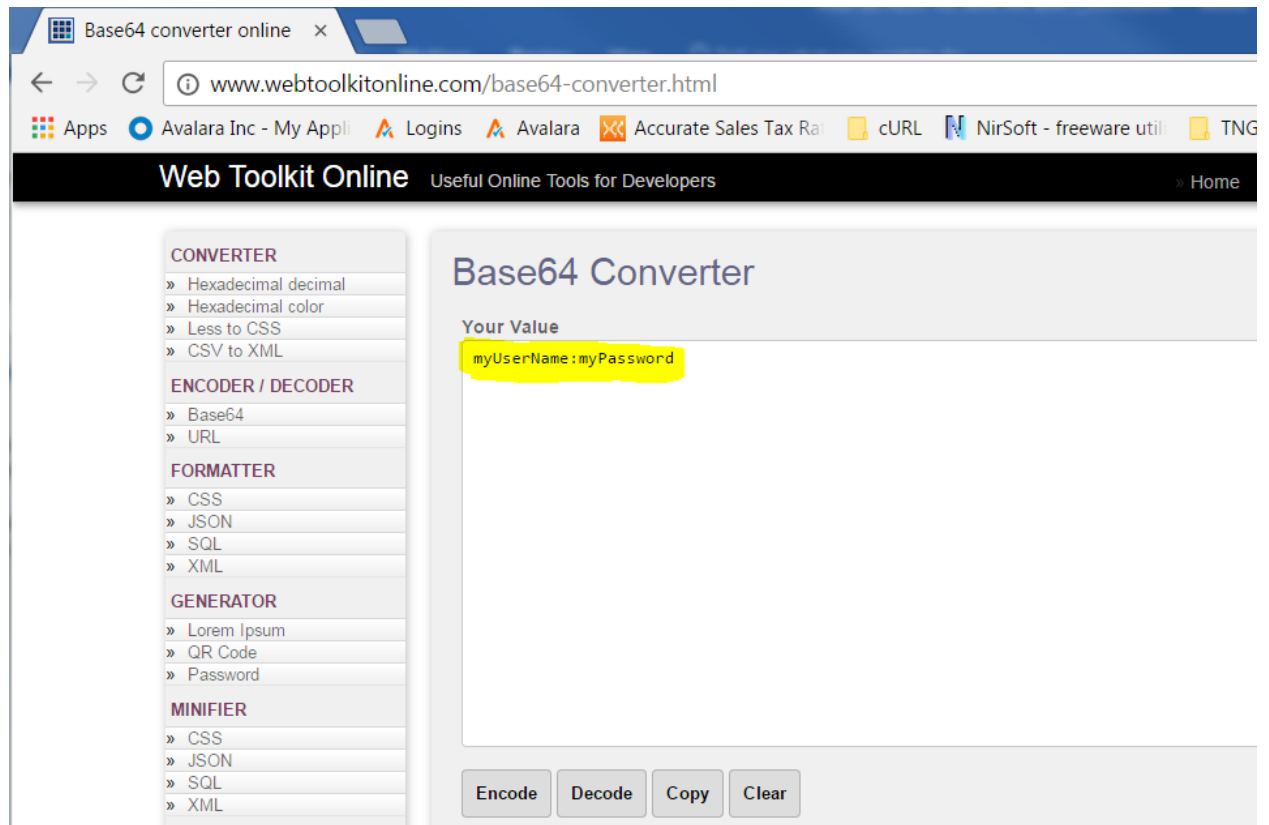 Base64 converter online ×
www.webtoolkitonline.com/base64-converter.html
Apps Avalara Inc - My Appli Logins Avalara Accurate Sales Tax Ra cURL NirSoft - freeware util TNG
Web Toolkit Online Useful Online Tools for Developers » Home
CONVERTER
» Hexadecimal decimal
» Hexadecimal color
» Less to CSS
» CSV to XML
ENCODER / DECODER
» Base64
» URL
FORMATTER
» CSS
» JSON
» SQL
» XML
GENERATOR
» Lorem Ipsum
» QR Code
» Password
MINIFIER
» CSS
» JSON
» SQL
» XML
Base64 Converter
Your Value
myUserName:myPassword
Encode Decode Copy Clear